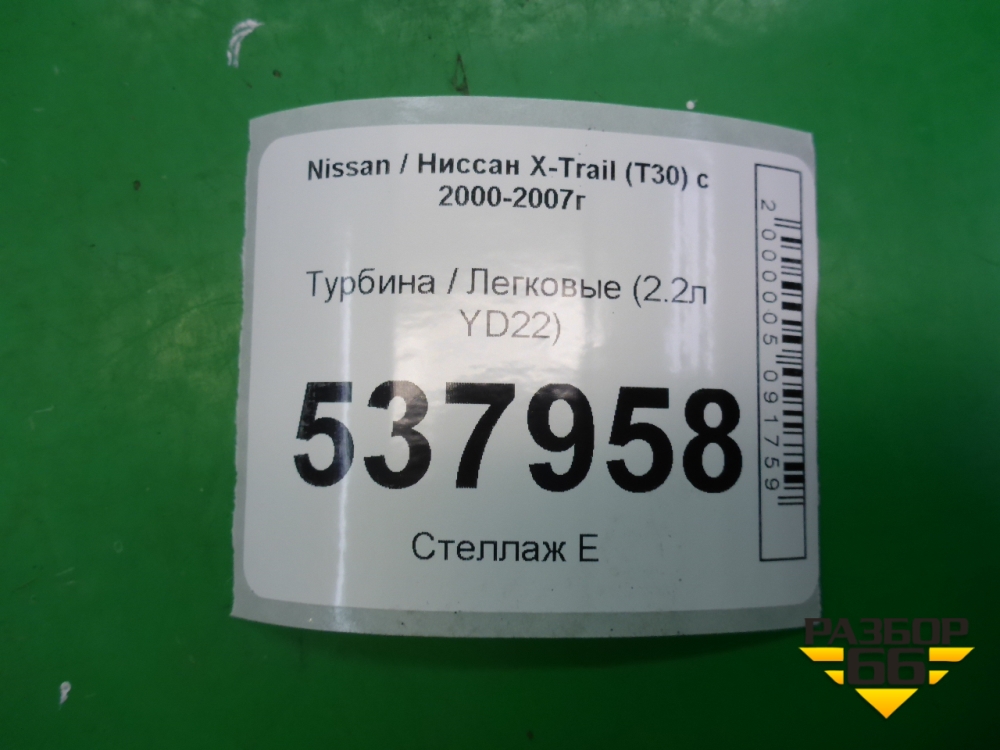 Nissan / Ниссан X-Trail (T30) с
2000-2007г
Турбина / Легковые (2.2л
YD22)
537958
Стеллаж E
2000005091759
РАЗБОР
66